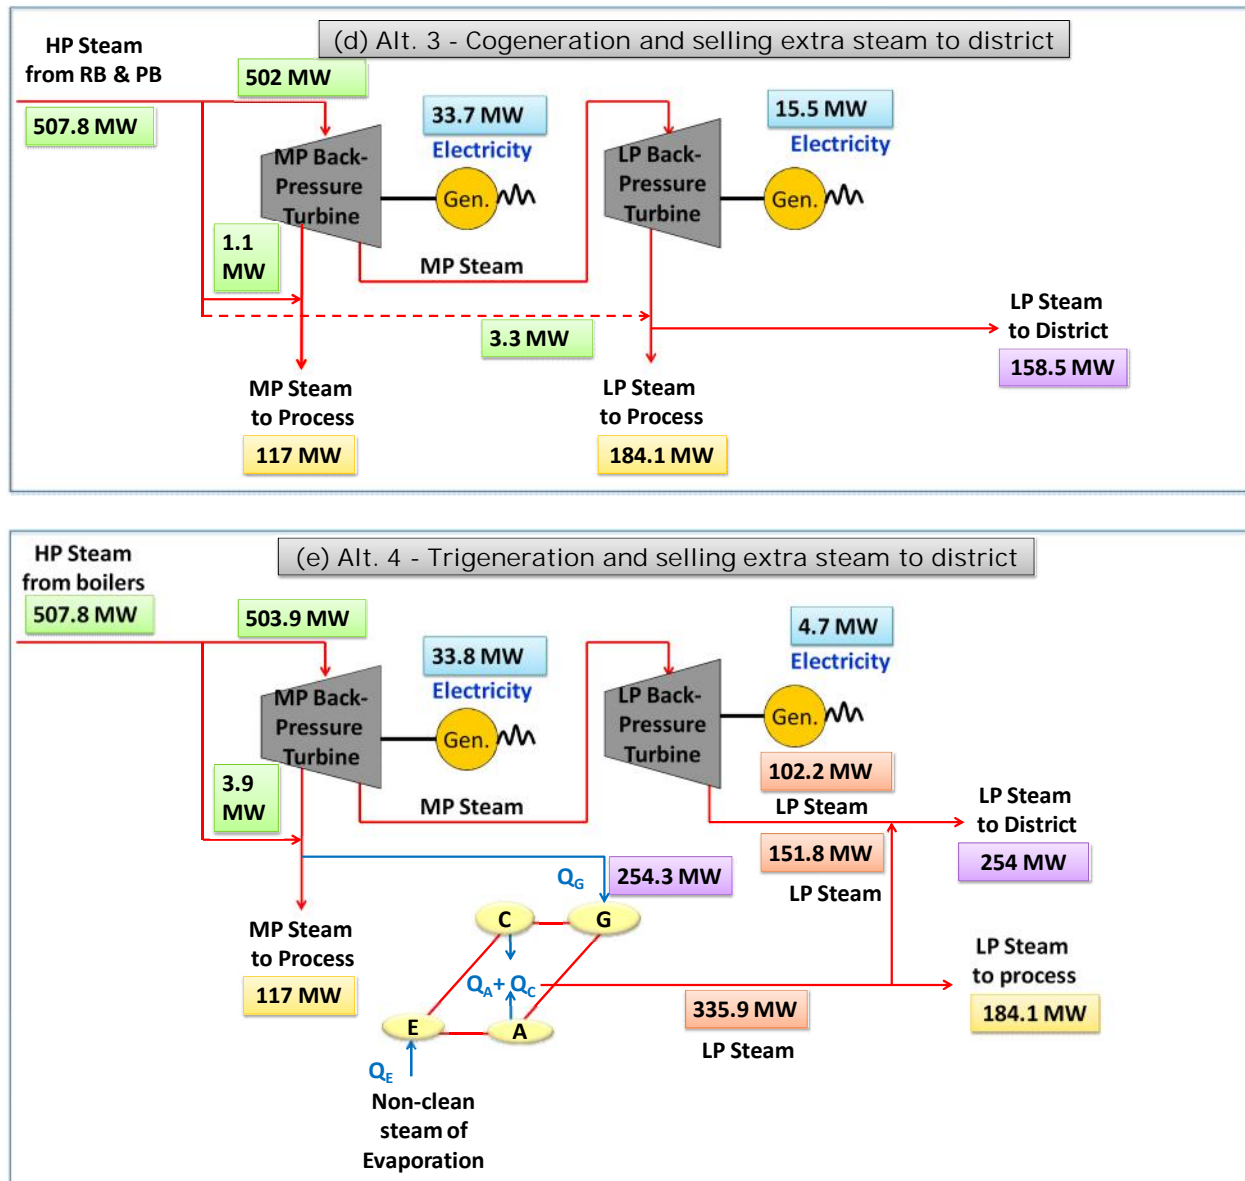 (d) Alt. 3 - Cogeneration and selling extra steam to district
HP Steam
from RB & PB
502 MW
507.8 MW
33.7 MW
Electricity
15.5 MW
Electricity
MP Back-
Pressure
Turbine
Gen.
LP Back-
Pressure
Turbine
Gen.
1.1
MW
MP Steam
3.3 MW
LP Steam
to District
158.5 MW
MP Steam
to Process
117 MW
LP Steam
to Process
184.1 MW
(e) Alt. 4 - Trigeneration and selling extra steam to district
HP Steam
from boilers
507.8 MW
503.9 MW
33.8 MW
Electricity
4.7 MW
Electricity
MP Back-
Pressure
Turbine
Gen.
LP Back-
Pressure
Turbine
Gen.
3.9
MW
MP Steam
102.2 MW
LP Steam
LP Steam
to District
254 MW
151.8 MW
LP Steam
QG
254.3 MW
C
G
MP Steam
to Process
117 MW
QA+ QC
E
A
335.9 MW
LP Steam
LP Steam
to process
184.1 MW
QE
Non-clean
steam of
Evaporation